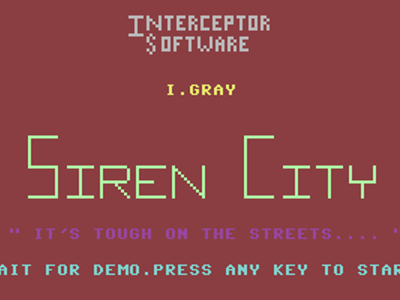 INTERCEPTOR
SOFTWARE
I.GRAY
SIREN CITY
" IT'S TOUGH ON THE STREETS.... "
AIT FOR DEMO.PRESS ANY KEY TO STAR